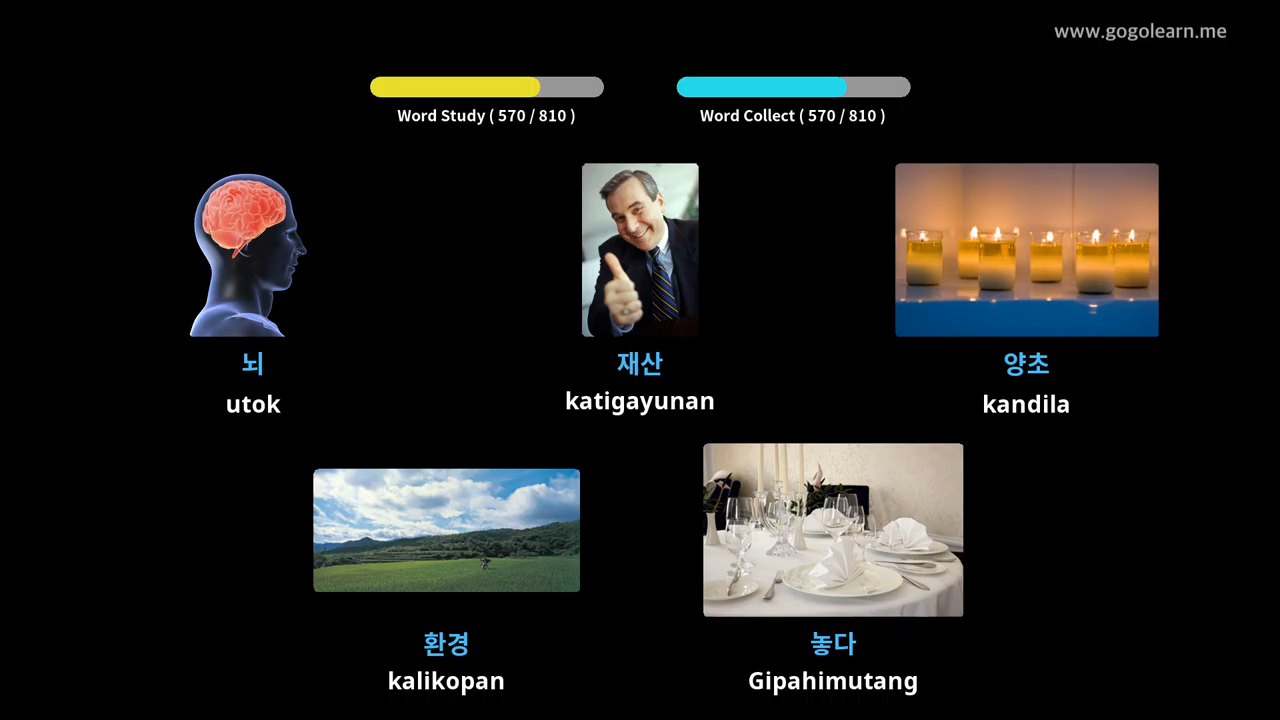 www.gogolearn.me
Word Study ( 570 / 810 )
Word Collect ( 570 / 810 )
뇌
utok
재산
katigayunan
양초
kandila
환경
kalikopan
놓다
Gipahimutang